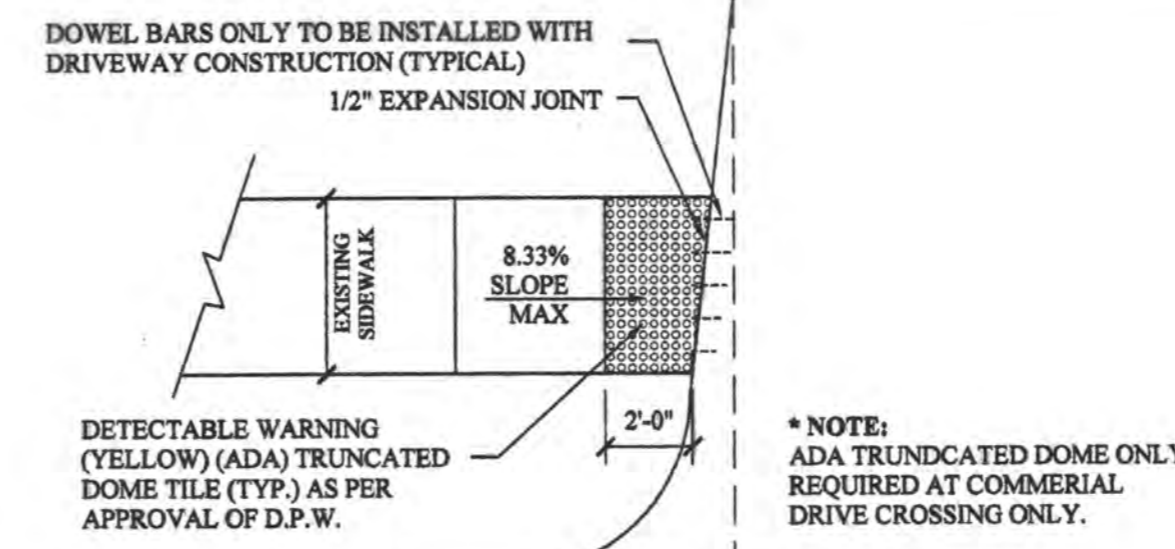 DOWEL BARS ONLY TO BE INSTALLED WITH
DRIVEWAY CONSTRUCTION (TYPICAL)
1/2" EXPANSION JOINT
EXISTING
SIDEWALK
8.33%
SLOPE
MAX
2'-0"
DETECTABLE WARNING
(YELLOW) (ADA) TRUNCATED
DOME TILE (TYP.) AS PER
APPROVAL OF D.P.W.
* NOTE:
ADA TRUNDCATED DOME ONLY
REQUIRED AT COMMERIAL
DRIVE CROSSING ONLY.